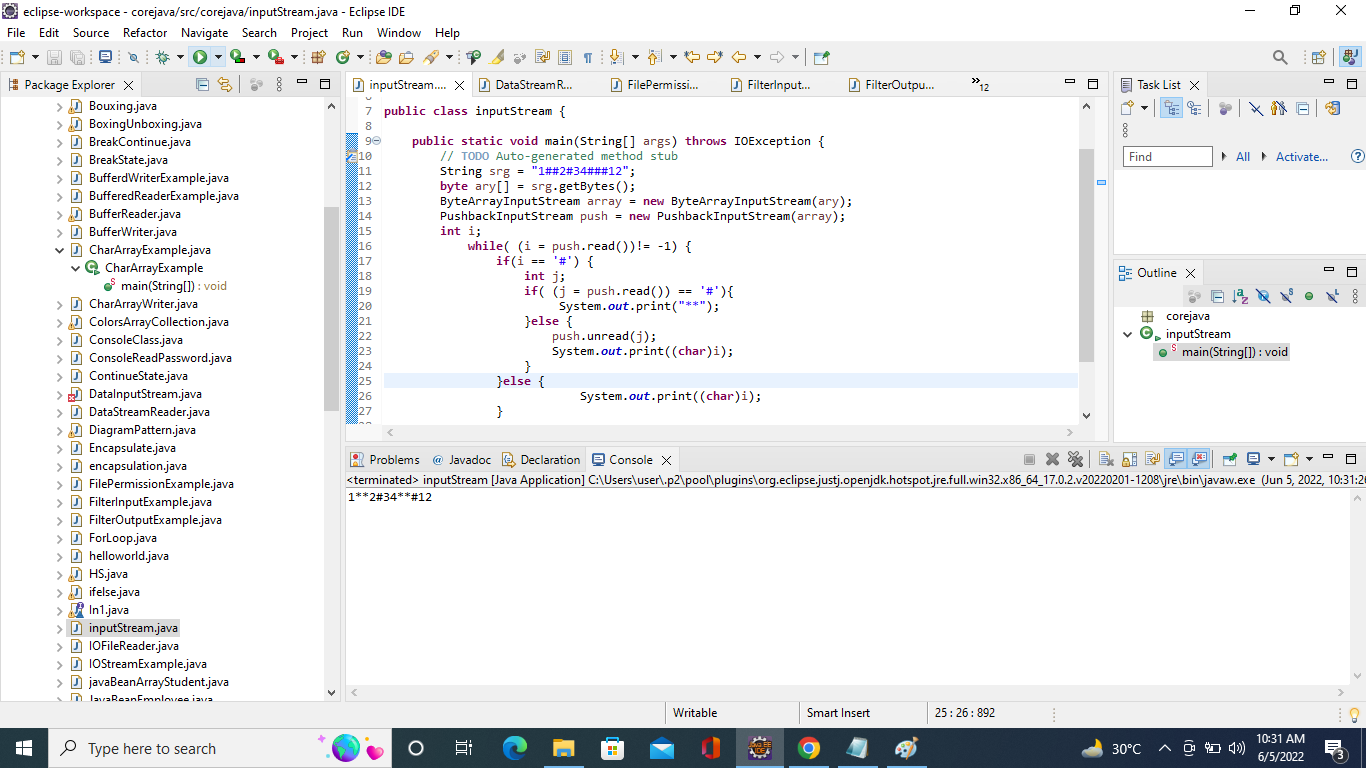 eclipse-workspace - corejava/src/corejava/inputStream.java - Eclipse IDE
File Edit Source Refactor Navigate Search Project Run Window Help
Package Explorer
Bouxing.java
BoxingUnboxing.java
BreakContinue.java
BreakState.java
BufferdWriterExample.java
BufferedReaderExample.java
BufferReader.java
BufferWriter.java
CharArrayExample.java
CharArrayExample
main(String[]) : void
CharArrayWriter.java
ColorsArrayCollection.java
ConsoleClass.java
ConsoleReadPassword.java
ContinueState.java
DataInputStream.java
DataStreamReader.java
DiagramPattern.java
Encapsulate.java
encapsulation.java
FilePermissionExample.java
FilterInputExample.java
FilterOutputExample.java
ForLoop.java
helloworld.java
HS.java
ifelse.java
In1.java
inputStream.java
IOFileReader.java
IOStreamExample.java
javaBeanArrayStudent.java
JavaBeanEmployee.java
inputStream.... DataStreamR... FilePermissi... FilterInput... FilterOutpu... »12
7 public class inputStream {
8
9 public static void main(String[] args) throws IOException {
10 // TODO Auto-generated method stub
11 String srg = "1##2#34###12";
12 byte ary[] = srg.getBytes();
13 ByteArrayInputStream array = new ByteArrayInputStream(ary);
14 PushbackInputStream push = new PushbackInputStream(array);
15 int i;
16 while( (i = push.read())!= -1) {
17 if(i == '#') {
18 int j;
19 if( (j = push.read()) == '#'){
20 System.out.print("**");
21 }else {
22 push.unread(j);
23 System.out.print((char)i);
24 }
25 }else {
26 System.out.print((char)i);
27 }
Task List
Find All Activate...
Outline
corejava
inputStream
main(String[]) : void
Problems @ Javadoc Declaration Console
<terminated> inputStream [Java Application] C:\Users\user\.p2\pool\plugins\org.eclipse.justj.openjdk.hotspot.jre.full.win32.x86_64_17.0.2.v20220201-1208\jre\bin\javaw.exe (Jun 5, 2022, 10:31:26
1**2#34**#12
Writable Smart Insert 25 : 26 : 892
Type here to search
30°C
10:31 AM
6/5/2022
3